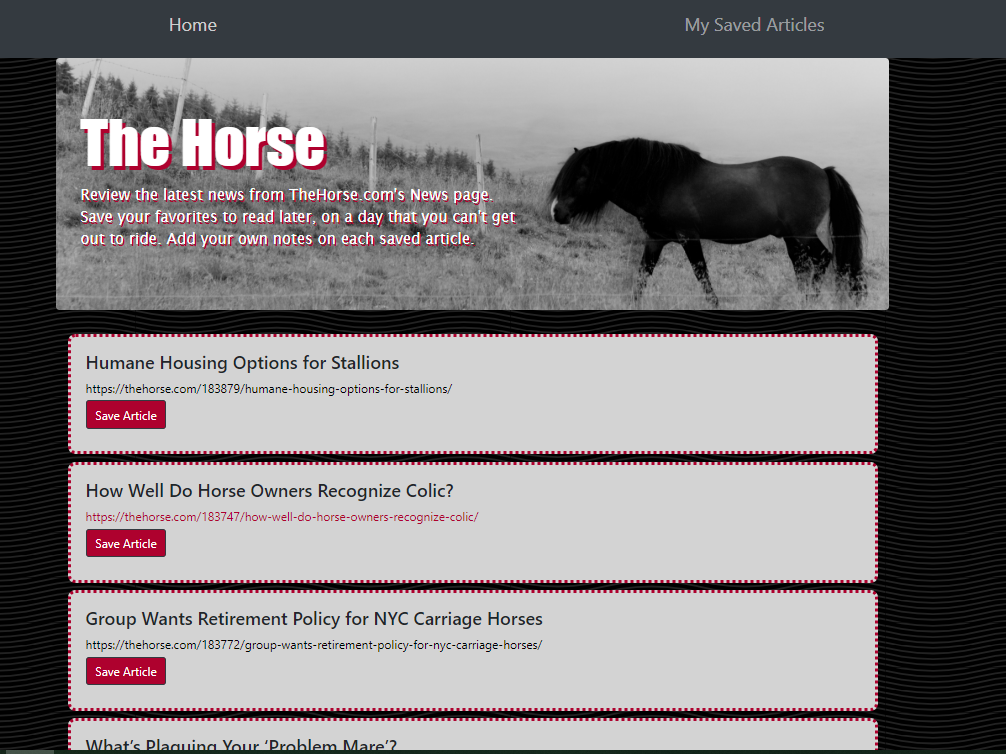 Home
My Saved Articles
The Horse
Review the latest news from TheHorse.com's News page.
Save your favorites to read later, on a day that you can't get
out to ride. Add your own notes on each saved article.
Humane Housing Options for Stallions
https://thehorse.com/183879/humane-housing-options-for-stallions/
Save Article
How Well Do Horse Owners Recognize Colic?
https://thehorse.com/183747/how-well-do-horse-owners-recognize-colic/
Save Article
Group Wants Retirement Policy for NYC Carriage Horses
https://thehorse.com/183772/group-wants-retirement-policy-for-nyc-carriage-horses/
Save Article
What’s Plaguing Your ‘Problem Mare’?